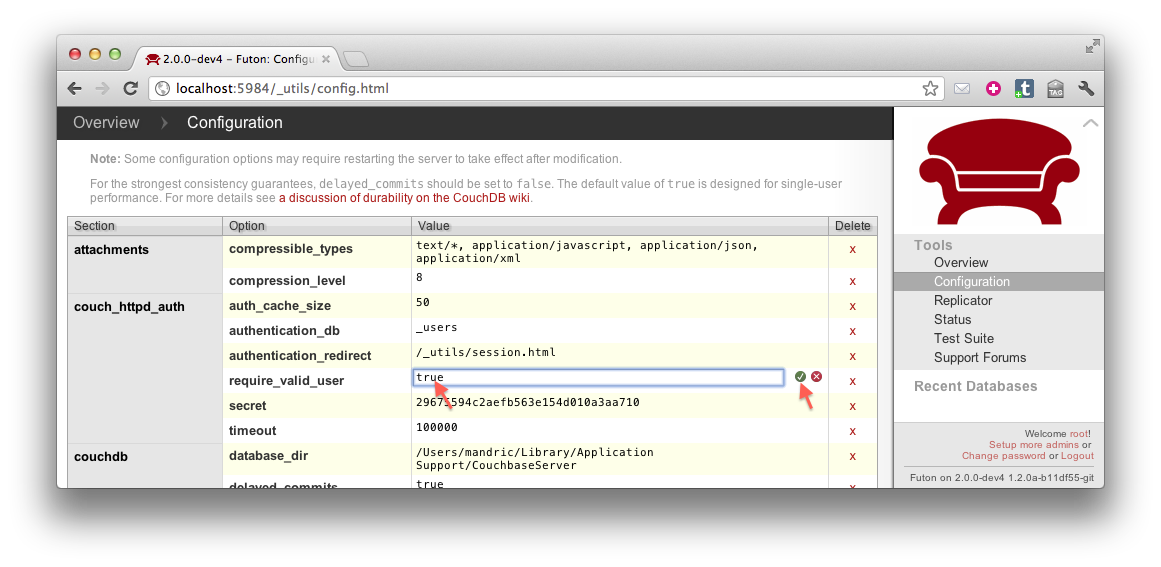 2.0.0-dev4 – Futon: Configu
localhost:5984/_utils/config.html
TAG
Overview
Configuration
Note: Some configuration options may require restarting the server to take effect after modification.
For the strongest consistency guarantees, delayed_commits should be set to false. The default value of true is designed for single-user
performance. For more details see a discussion of durability on the CouchDB wiki.
Section Option Value Delete
attachments compressible_types text/*, application/javascript, application/json, x
application/xml
compression_level 8 x
couch_httpd_auth auth_cache_size 50 x
authentication_db _users x
authentication_redirect /_utils/session.html x
require_valid_user true x
secret 29675594c2aefb563e154d010a3aa710 x
timeout 100000 x
couchdb database_dir /Users/mandric/Library/Application x
Support/CouchbaseServer
delayed_commits true x
Tools
Overview
Configuration
Replicator
Status
Test Suite
Support Forums
Recent Databases
Welcome root!
Setup more admins or
Change password or Logout
Futon on 2.0.0-dev4 1.2.0a-b11df55-git